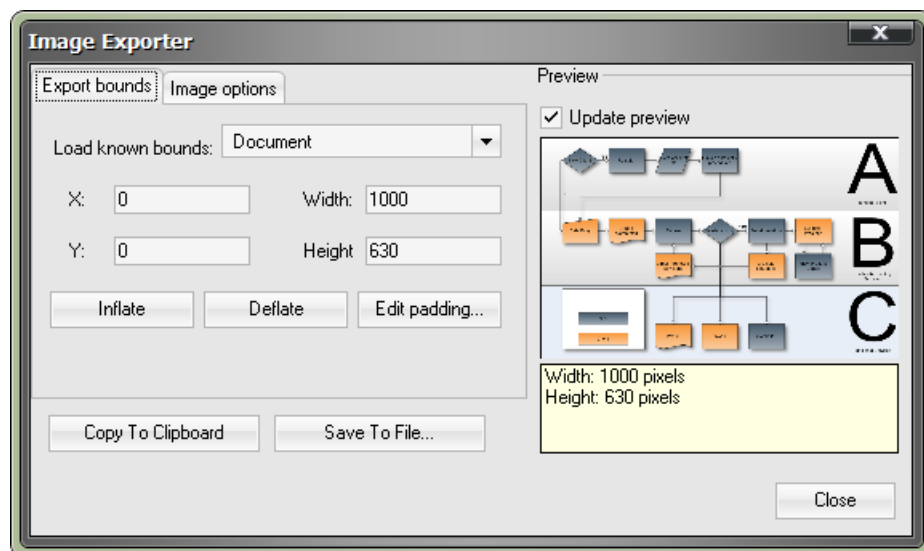 Image Exporter
X
Export bounds
Image options
Load known bounds: Document
X: 0
Width: 1000
Y: 0
Height 630
Inflate
Deflate
Edit padding...
Copy To Clipboard
Save To File...
Preview
Update preview
A
B
C
Width: 1000 pixels
Height: 630 pixels
Close